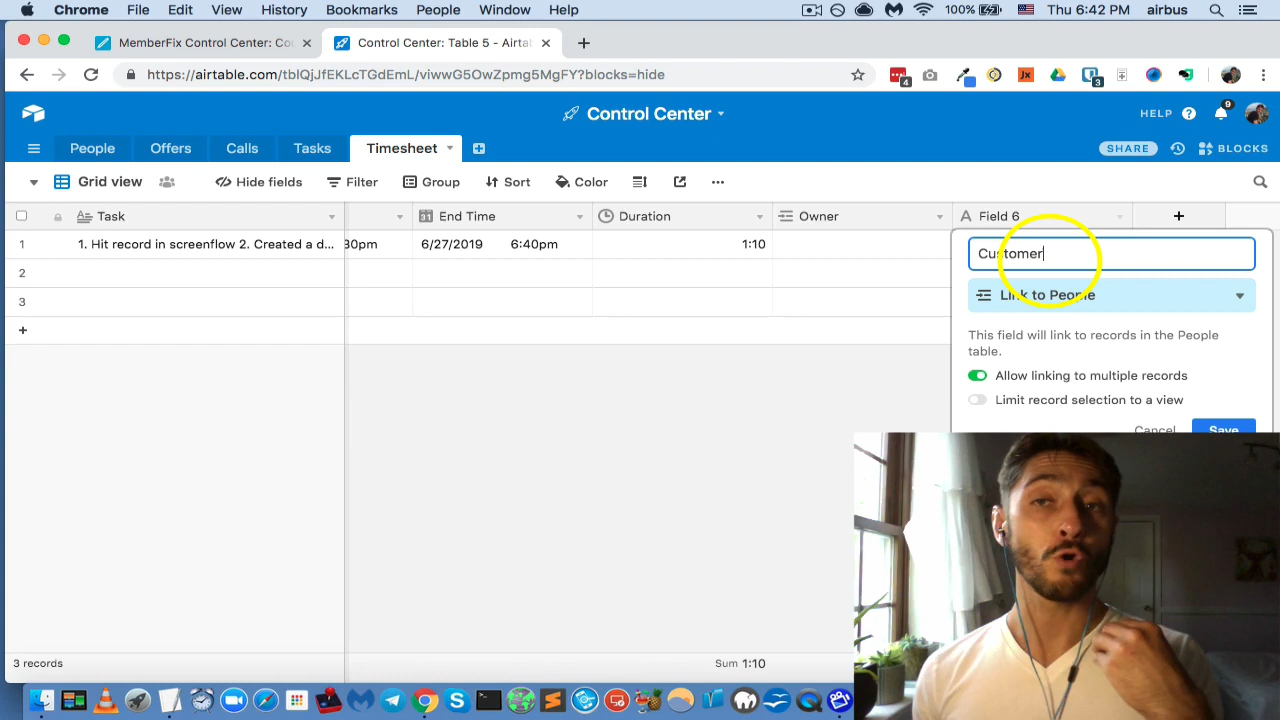 Chrome File Edit View History Bookmarks People Window Help 100% Thu 6:42 PM airbus
MemberFix Control Center: Co
Control Center: Table 5 - Airta
https://airtable.com/tblQjJfEKLcTGdEmL/viwwG5OwZpmg5MgFY?blocks=hide
4
3
Control Center
HELP
9
People Offers Calls Tasks Timesheet
SHARE
BLOCKS
Grid view Hide fields Filter Group Sort Color
Task End Time Duration Owner Field 6
1 1. Hit record in screenflow 2. Created a d... 30pm 6/27/2019 6:40pm 1:10
2
3
Customer
Link to People
This field will link to records in the People
table.
Allow linking to multiple records
Limit record selection to a view
Cancel Save
3 records Sum 1:10